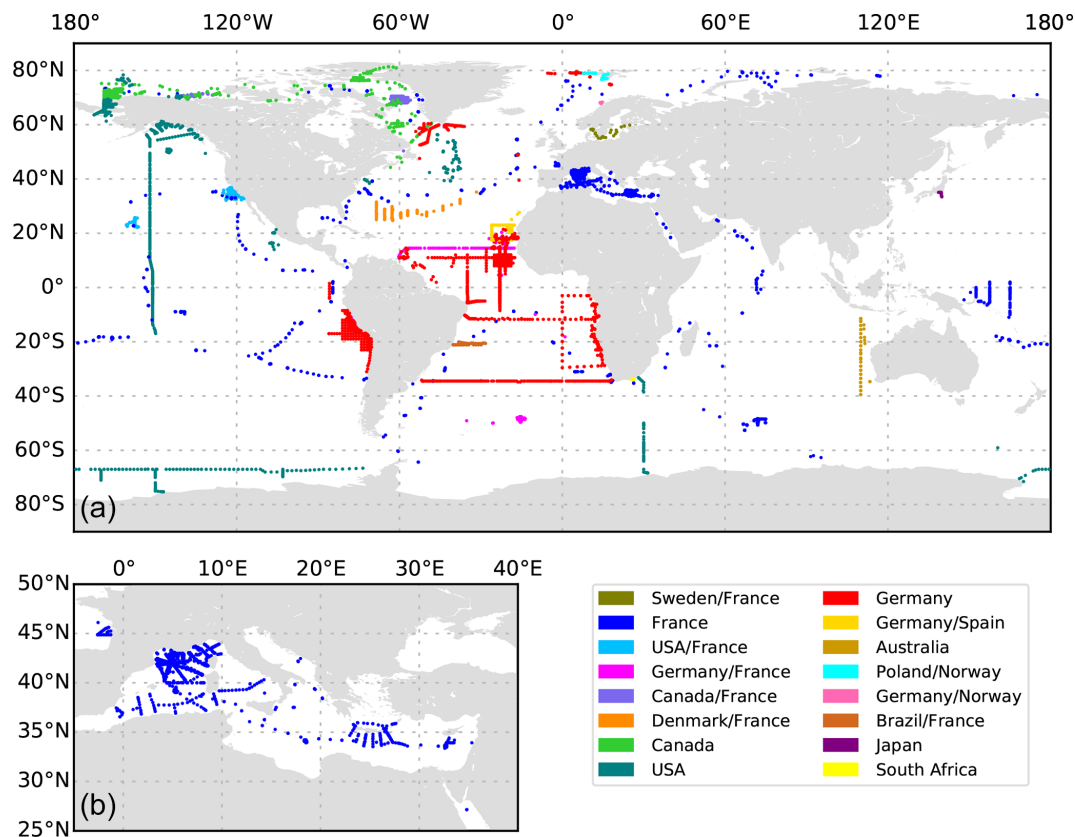 180° 120°W 60°W 0° 60°E 120°E 180°
80°N
60°N
40°N
20°N
0°
20°S
40°S
60°S
80°S
(a)
0° 10°E 20°E 30°E 40°E
50°N
45°N
40°N
35°N
30°N
25°N
(b)
Sweden/France Germany
France Germany/Spain
USA/France Australia
Germany/France Poland/Norway
Canada/France Germany/Norway
Denmark/France Brazil/France
Canada Japan
USA South Africa